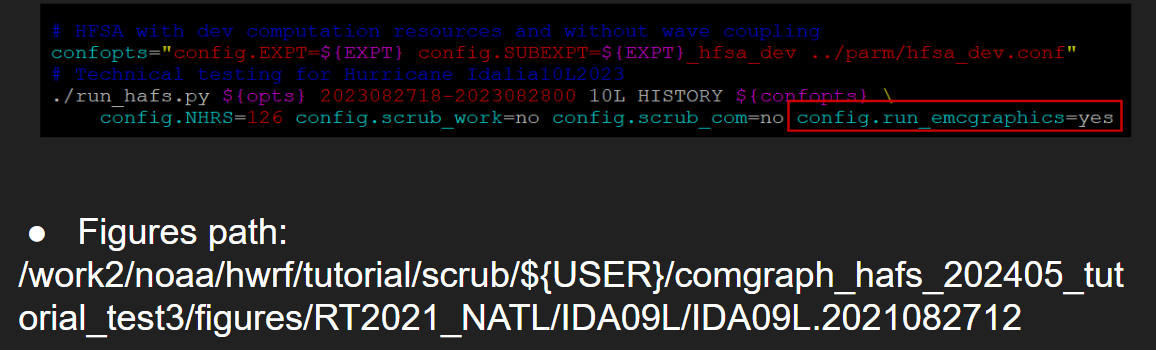 # HFSA with dev computation resources and without wave coupling
confopts="config.EXPT=${EXPT} config.SUBEXPT=${EXPT}_hfsa_dev ../parm/hfsa_dev.conf"
# Technical testing for Hurricane Idalia10L2023
./run_hafs.py ${opts} 2023082718-2023082800 10L HISTORY ${confopts} \
config.NHRS=126 config.scrub_work=no config.scrub_com=no config.run_emcgraphics=yes
● Figures path:
/work2/noaa/hwrf/tutorial/scrub/${USER}/comgraph_hafs_202405_tut
orial_test3/figures/RT2021_NATL/IDA09L/IDA09L.2021082712